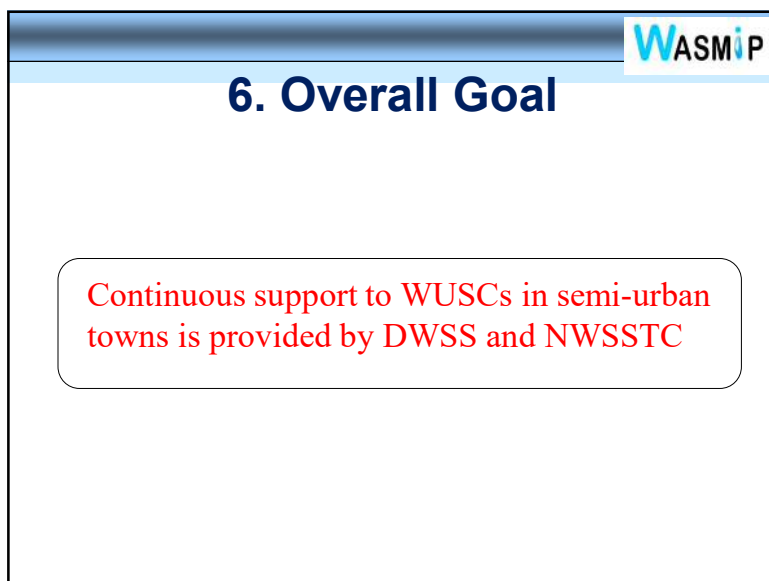 WASMiP
6. Overall Goal
Continuous support to WUSCs in semi-urban
towns is provided by DWSS and NWSSTC